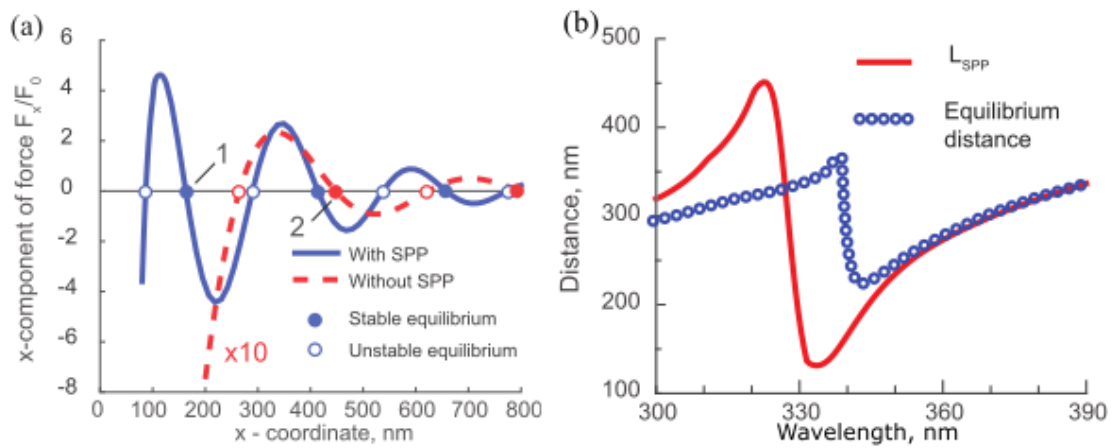 (a)
x-component of force Fₓ/F₀
6
4
2
0
-2
-4
-6
-8
1
2
With SPP
Without SPP
Stable equilibrium
Unstable equilibrium
x10
0 100 200 300 400 500 600 700 800
x - coordinate, nm
(b)
Distance, nm
500
400
300
200
100
L_SPP
Equilibrium
distance
300 330 360 390
Wavelength, nm